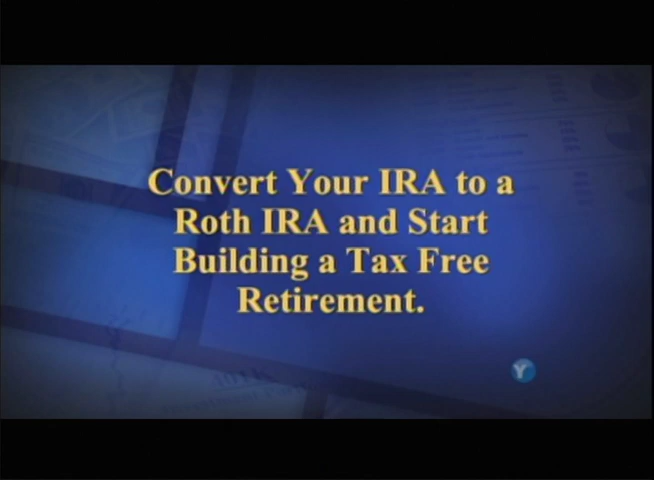 Convert Your IRA to a
Roth IRA and Start
Building a Tax Free
Retirement.
Y